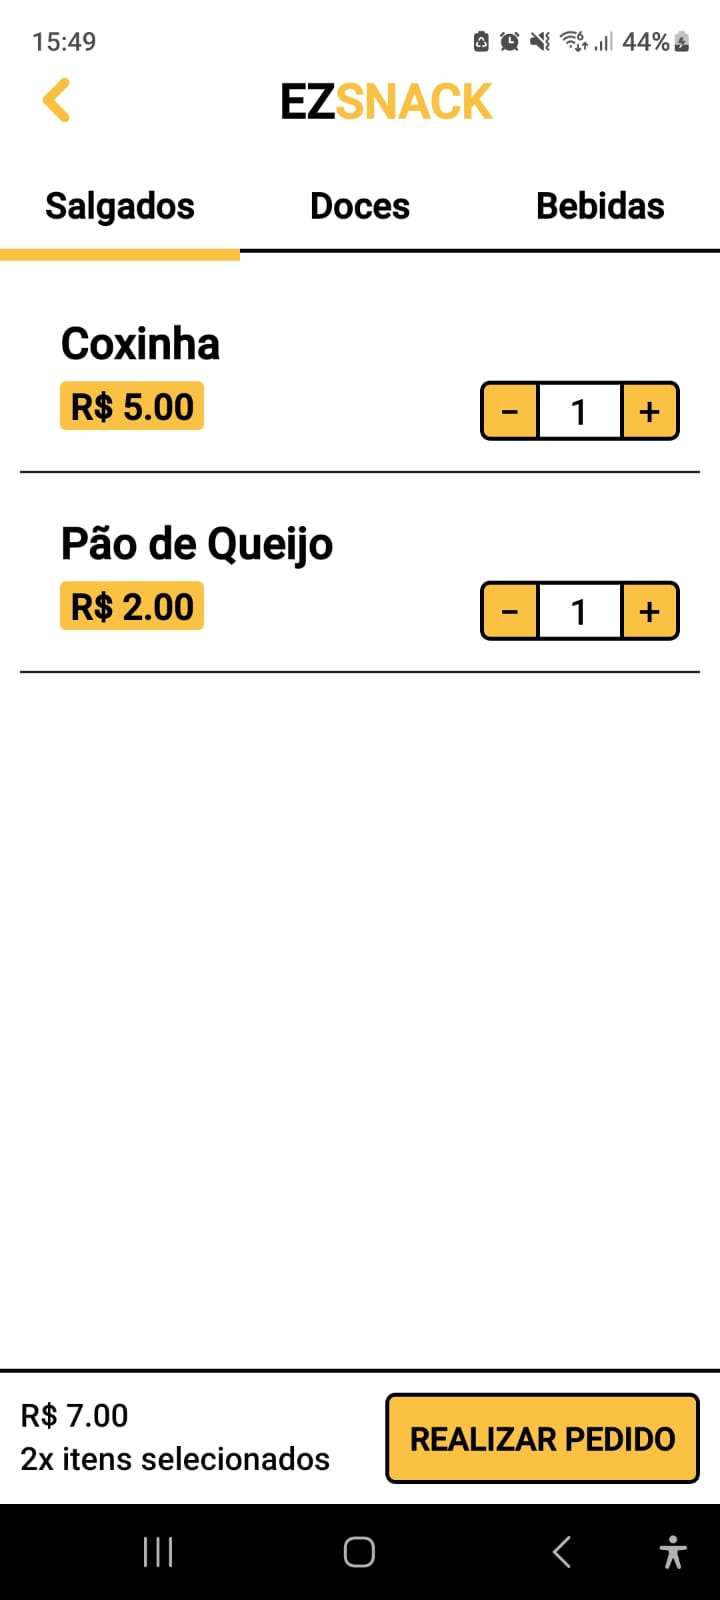 15:49
44%
EZSNACK
Salgados Doces Bebidas
Coxinha
R$ 5.00
- 1 +
Pão de Queijo
R$ 2.00
- 1 +
R$ 7.00
2x itens selecionados
REALIZAR PEDIDO